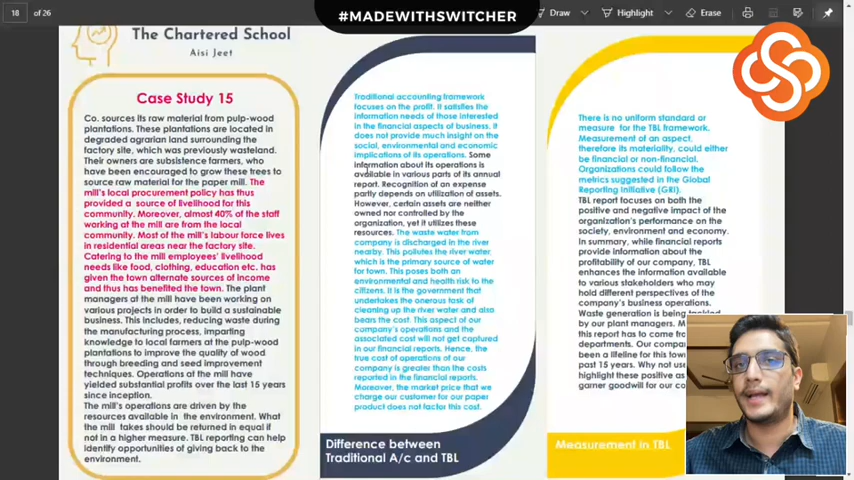 18 of 26
#MADEWITHSWITCHER
Draw
Highlight
Erase
The Chartered School
Aisi Jeet
Case Study 15
Co. sources its raw material from pulp-wood
plantations. These plantations are located in
degraded agrarian land surrounding the
factory site, which was previously wasteland.
Their owners are subsistence farmers, who
have been encouraged to grow these trees to
source raw material for the paper mill. The
mill's local procurement policy has thus
provided a source of livelihood for this
community. Moreover, almost 40% of the staff
working at the mill are from the local
community. Most of the mill's labour force lives
in residential areas near the factory site.
Catering to the mill employees' livelihood
needs like food, clothing, education etc. has
given the town alternate sources of income
and thus has benefited the town. The plant
managers at the mill have been working on
various projects in order to build a sustainable
business. This includes, reducing waste during
the manufacturing process, imparting
knowledge to local farmers at the pulp-wood
plantations to improve the quality of wood
through breeding and seed improvement
techniques. Operations of the mill have
yielded substantial profits over the last 15 years
since inception.
The mill's operations are driven by the
resources available in the environment. What
the mill takes should be returned in equal if
not in a higher measure. TBL reporting can help
identify opportunities of giving back to the
environment.
Traditional accounting framework
focuses on the profit. It satisfies the
information needs of those interested
in the financial aspects of business. It
does not provide much insight on the
social, environmental and economic
implications of its operations. Some
information about its operations is
available in various parts of its annual
report. Recognition of an expense
partly depends on utilization of assets.
However, certain assets are neither
owned nor controlled by the
organization, yet it utilizes these
resources. The waste water from
company is discharged in the river
nearby. This pollutes the river water
which is the primary source of water
for town. This poses both an
environmental and health risk to the
citizens. It is the government that
undertakes the onerous task of
cleaning up the river water and also
bears the cost. This aspect of our
company's operations and the
associated cost will not get captured
in our financial reports. Hence, the
true cost of operations of our
company is greater than the costs
reported in the financial reports.
Moreover, the market price that we
charge our customer for our paper
product does not factor this cost.
Difference between
Traditional A/c and TBL
There is no uniform standard or
measure for the TBL framework.
Measurement of an aspect,
therefore its materiality, could either
be financial or non-financial.
Organizations could follow the
metrics suggested in the Global
Reporting Initiative (GRI).
TBL report focuses on both the
positive and negative impact of the
organization's performance on the
society, environment and economy.
In summary, while financial reports
provide information about the
profitability of our company, TBL
enhances the information available
to various stakeholders who may
hold different perspectives of the
company's business operations.
Waste generation is being tackled
by our plant managers.
this report has to come from
departments. Our com
been a lifeline for this town
past 15 years. Why not us
highlight these positive as
garner goodwill for our co
Measurement in TBL